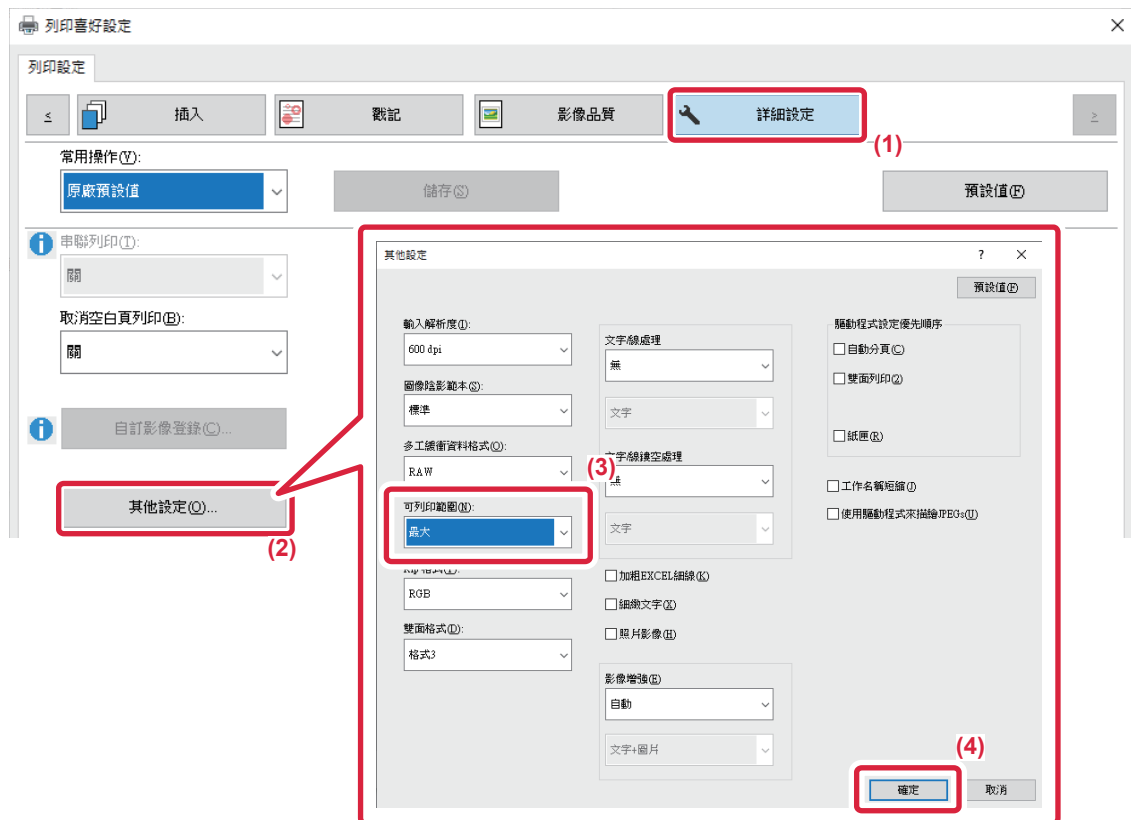 列印喜好設定
列印設定
≤
插入
戳記
影像品質
詳細設定
≥
(1)
常用操作(V):
原廠預設值
儲存(S)
預設值(F)
串聯列印(T):
關
取消空白頁列印(B):
關
自訂影像登錄(C)...
其他設定(O)...
(2)
其他設定
?
預設值(F)
輸入解析度(I):
600 dpi
圖像陰影範本(S):
標準
多工緩衝資料格式(O):
RAW
(3)
可列印範圍(N):
最大
RGB
雙面格式(D):
格式3
文字/線處理
無
文字
文字/線鏤空處理
無
文字
加粗EXCEL細線(K)
細緻文字(X)
照片影像(H)
影像增強(E)
自動
文字+圖片
驅動程式設定優先順序
自動分頁(C)
雙面列印(2)
紙匣(R)
工作名稱短縮(J)
使用驅動程式來描繪JPEGs(U)
(4)
確定
取消